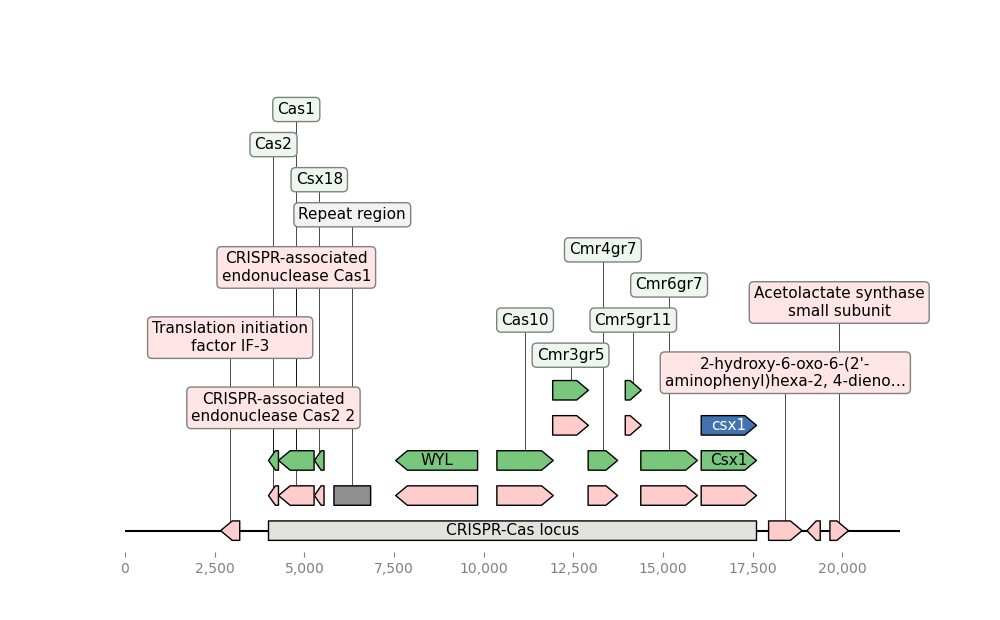 Cas1
Cas2
Csx18
Repeat region
Cmr4gr7
CRISPR-associated
endonuclease Cas1
Cmr6gr7
Acetolactate synthase
small subunit
Translation initiation
factor IF-3
Cas10
Cmr5gr11
Cmr3gr5
2-hydroxy-6-oxo-6-(2'-
aminophenyl)hexa-2, 4-dieno...
CRISPR-associated
endonuclease Cas2 2
csx1
WYL
Csx1
CRISPR-Cas locus
0
2,500
5,000
7,500
10,000
12,500
15,000
17,500
20,000